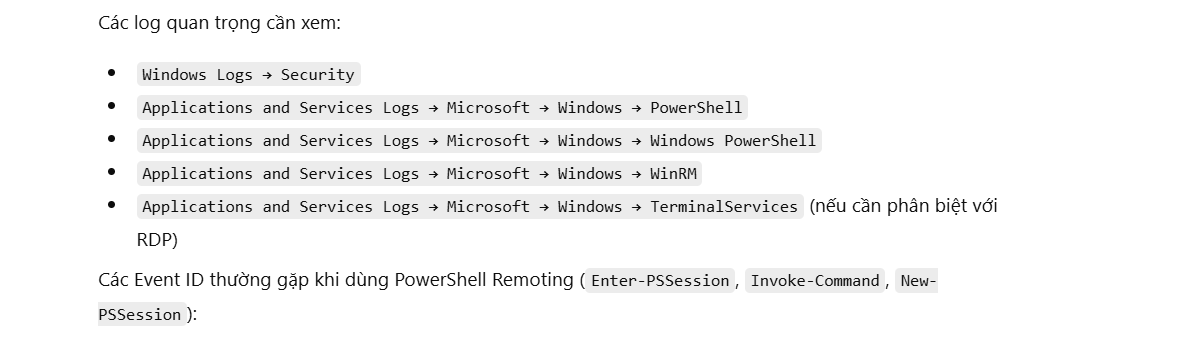 Các log quan trọng cần xem:
• Windows Logs → Security
• Applications and Services Logs → Microsoft → Windows → PowerShell
• Applications and Services Logs → Microsoft → Windows → Windows PowerShell
• Applications and Services Logs → Microsoft → Windows → WinRM
• Applications and Services Logs → Microsoft → Windows → TerminalServices (nếu cần phân biệt với
RDP)
Các Event ID thường gặp khi dùng PowerShell Remoting (Enter-PSSession, Invoke-Command, New-
PSSession):